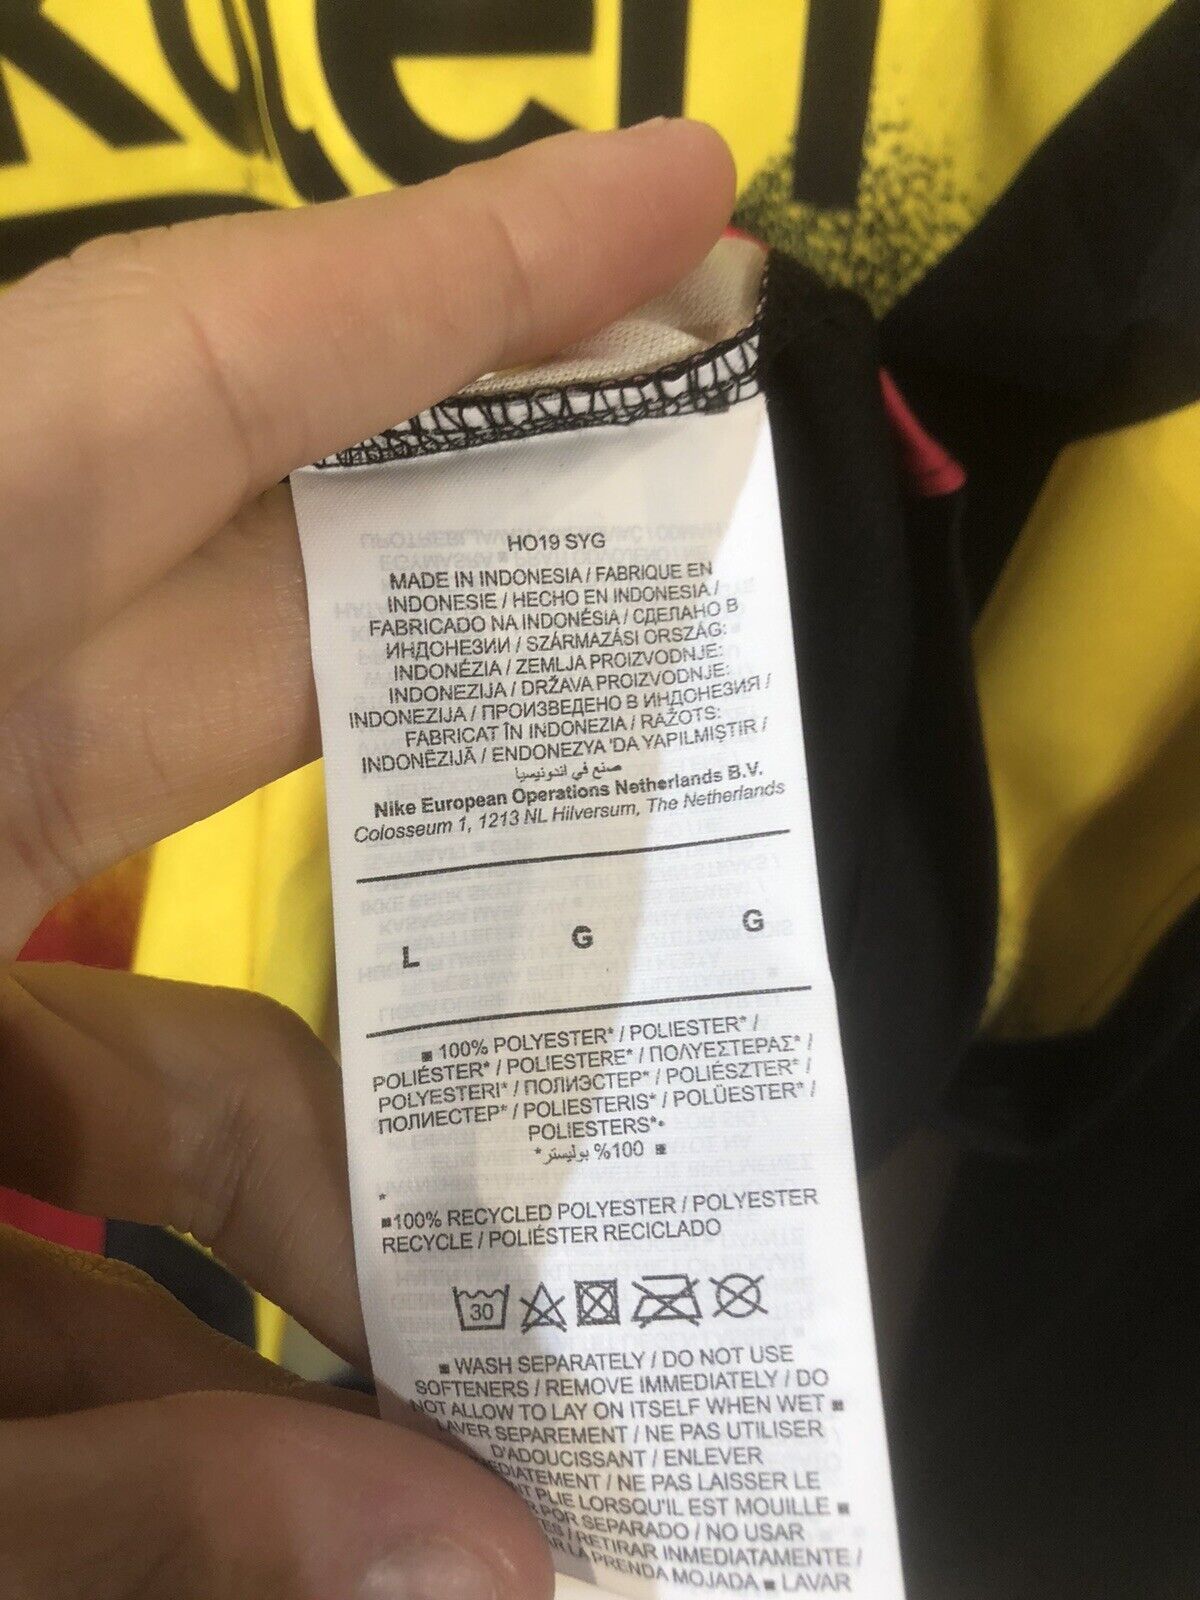 HO19 SYG
MADE IN INDONESIA / FABRIQUE EN
INDONESIE / HECHO EN INDONESIA /
FABRICADO NA INDONÉSIA / СДЕЛАНО В
ИНДОНЕЗИИ / SZÁRMAZÁSI ORSZÁG:
INDONÉZIA / ZEMLJA PROIZVODNJE:
INDONEZIJA / DRŽAVA PROIZVODNJE:
INDONEZIJA / ПРОИЗВЕДЕНО В ИНДОНЕЗИЯ /
FABRICAT ÎN INDONEZIA / RAŽOTS:
INDONĒZIJĀ / ENDONEZYA 'DA YAPILMIŞTIR /
صنع في اندونيسيا
Nike European Operations Netherlands B.V.
Colosseum 1, 1213 NL Hilversum, The Netherlands
L G G
■ 100% POLYESTER* / POLIESTER* /
POLIÉSTER* / POLIESTERE* / ΠΟΛΥΕΣΤΕΡΑΣ* /
POLYESTERI* / ПОЛИЭСТЕР* / POLIÉSZTER* /
ПОЛИЕСТЕР* / POLIESTERIS* / POLÜESTER* /
POLIESTERS*•
■ 100% بوليستر*
*
■100% RECYCLED POLYESTER / POLYESTER
RECYCLE / POLIÉSTER RECICLADO
30
■ WASH SEPARATELY / DO NOT USE
SOFTENERS / REMOVE IMMEDIATELY / DO
NOT ALLOW TO LAY ON ITSELF WHEN WET ■
LAVER SEPAREMENT / NE PAS UTILISER
D'ADOUCISSANT / ENLEVER
/ NE PAS LAISSER LE
PLIE LORSQU'IL EST MOUILLE ■
POR SEPARADO / NO USAR
/ RETIRAR INMEDIATAMENTE /
LA PRENDA MOJADA ■ LAVAR